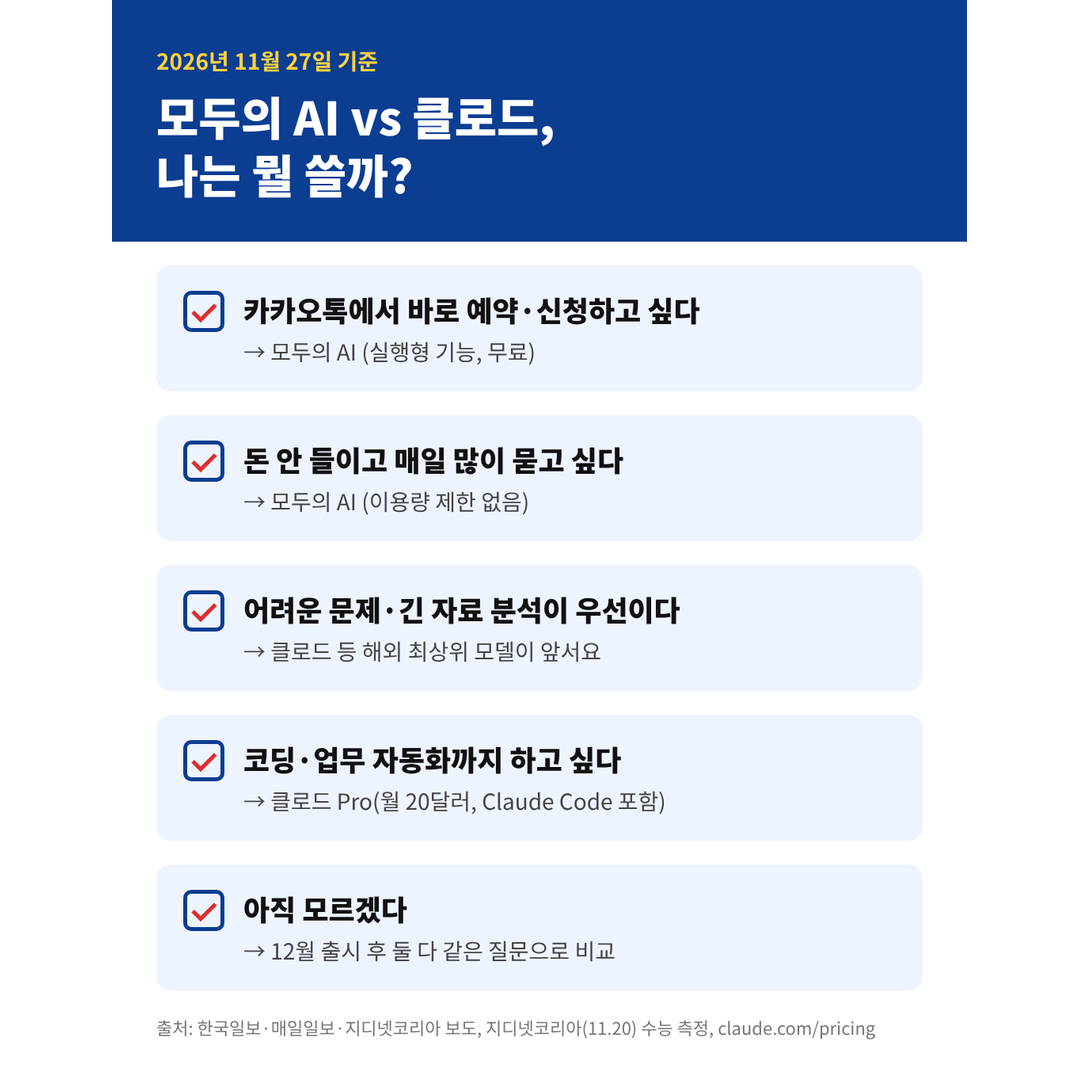 2026년 11월 27일 기준
모두의 AI vs 클로드,
나는 뭘 쓸까?
카카오톡에서 바로 예약·신청하고 싶다
→ 모두의 AI (실행형 기능, 무료)
돈 안 들이고 매일 많이 묻고 싶다
→ 모두의 AI (이용량 제한 없음)
어려운 문제·긴 자료 분석이 우선이다
→ 클로드 등 해외 최상위 모델이 앞서요
코딩·업무 자동화까지 하고 싶다
→ 클로드 Pro(월 20달러, Claude Code 포함)
아직 모르겠다
→ 12월 출시 후 둘 다 같은 질문으로 비교
출처: 한국일보·매일일보·지디넷코리아 보도, 지디넷코리아(11.20) 수능 측정, claude.com/pricing